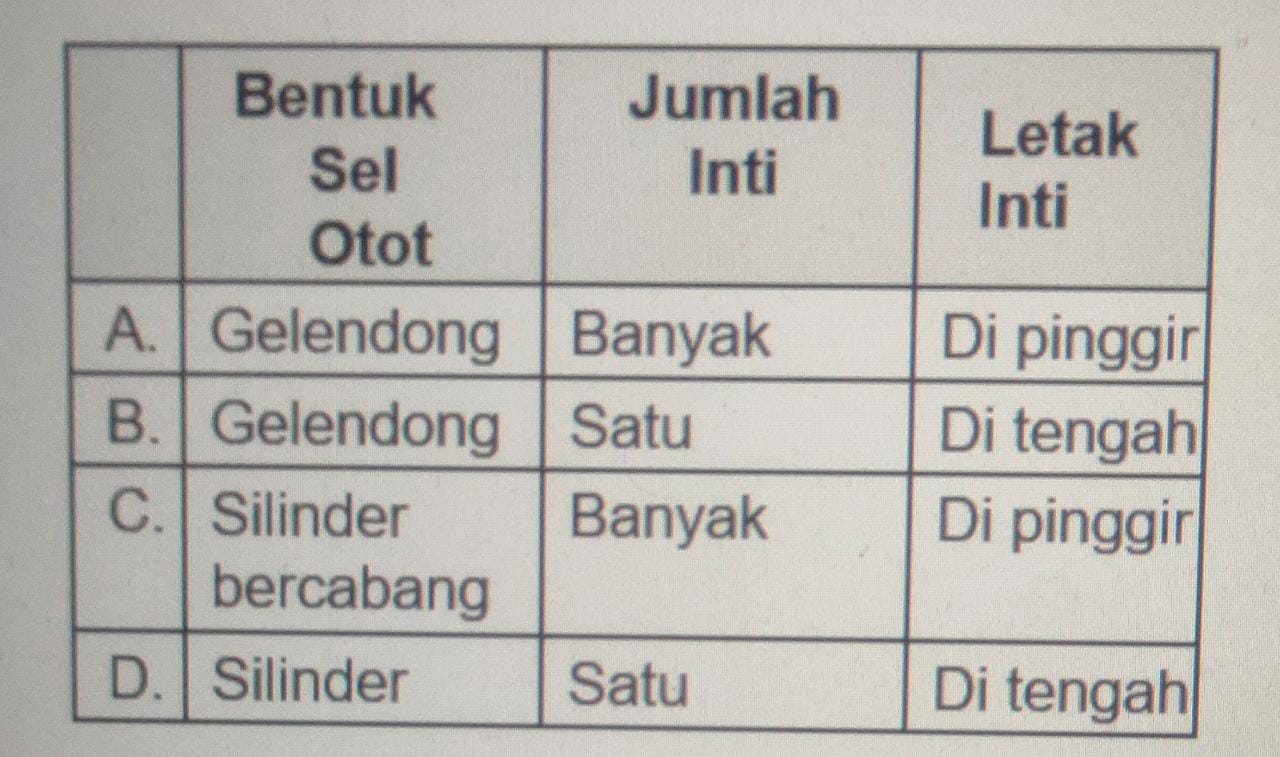 Bentuk Sel Otot Jumlah Inti Letak Inti
A. Gelendong Banyak Di pinggir
B. Gelendong Satu Di tengah
C. Silinder bercabang Banyak Di pinggir
D. Silinder Satu Di tengah